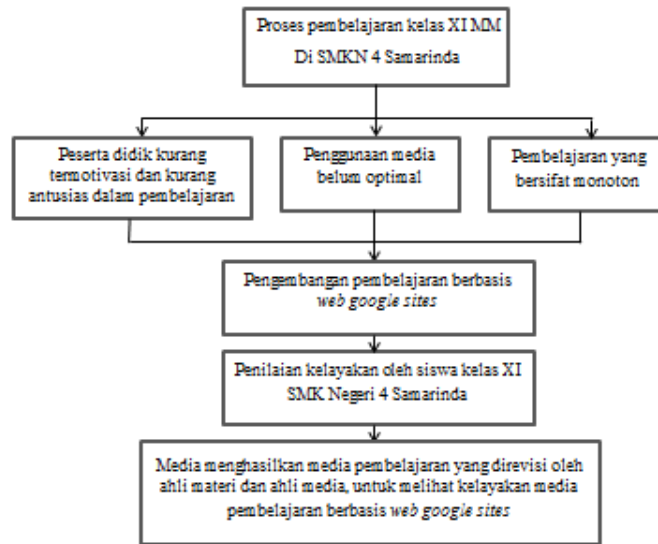 Proses pembelajaran kelas XI MM
Di SMKN 4 Samarinda
Peserta didik kurang
termotivasi dan kurang
antusias dalam pembelajaran
Penggunaan media
belum optimal
Pembelajaran yang
bersifat monoton
Pengembangan pembelajaran berbasis
web google sites
Penilaian kelayakan oleh siswa kelas XI
SMK Negeri 4 Samarinda
Media menghasilkan media pembelajaran yang direvisi oleh
ahli materi dan ahli media, untuk melihat kelayakan media
pembelajaran berbasis web google sites